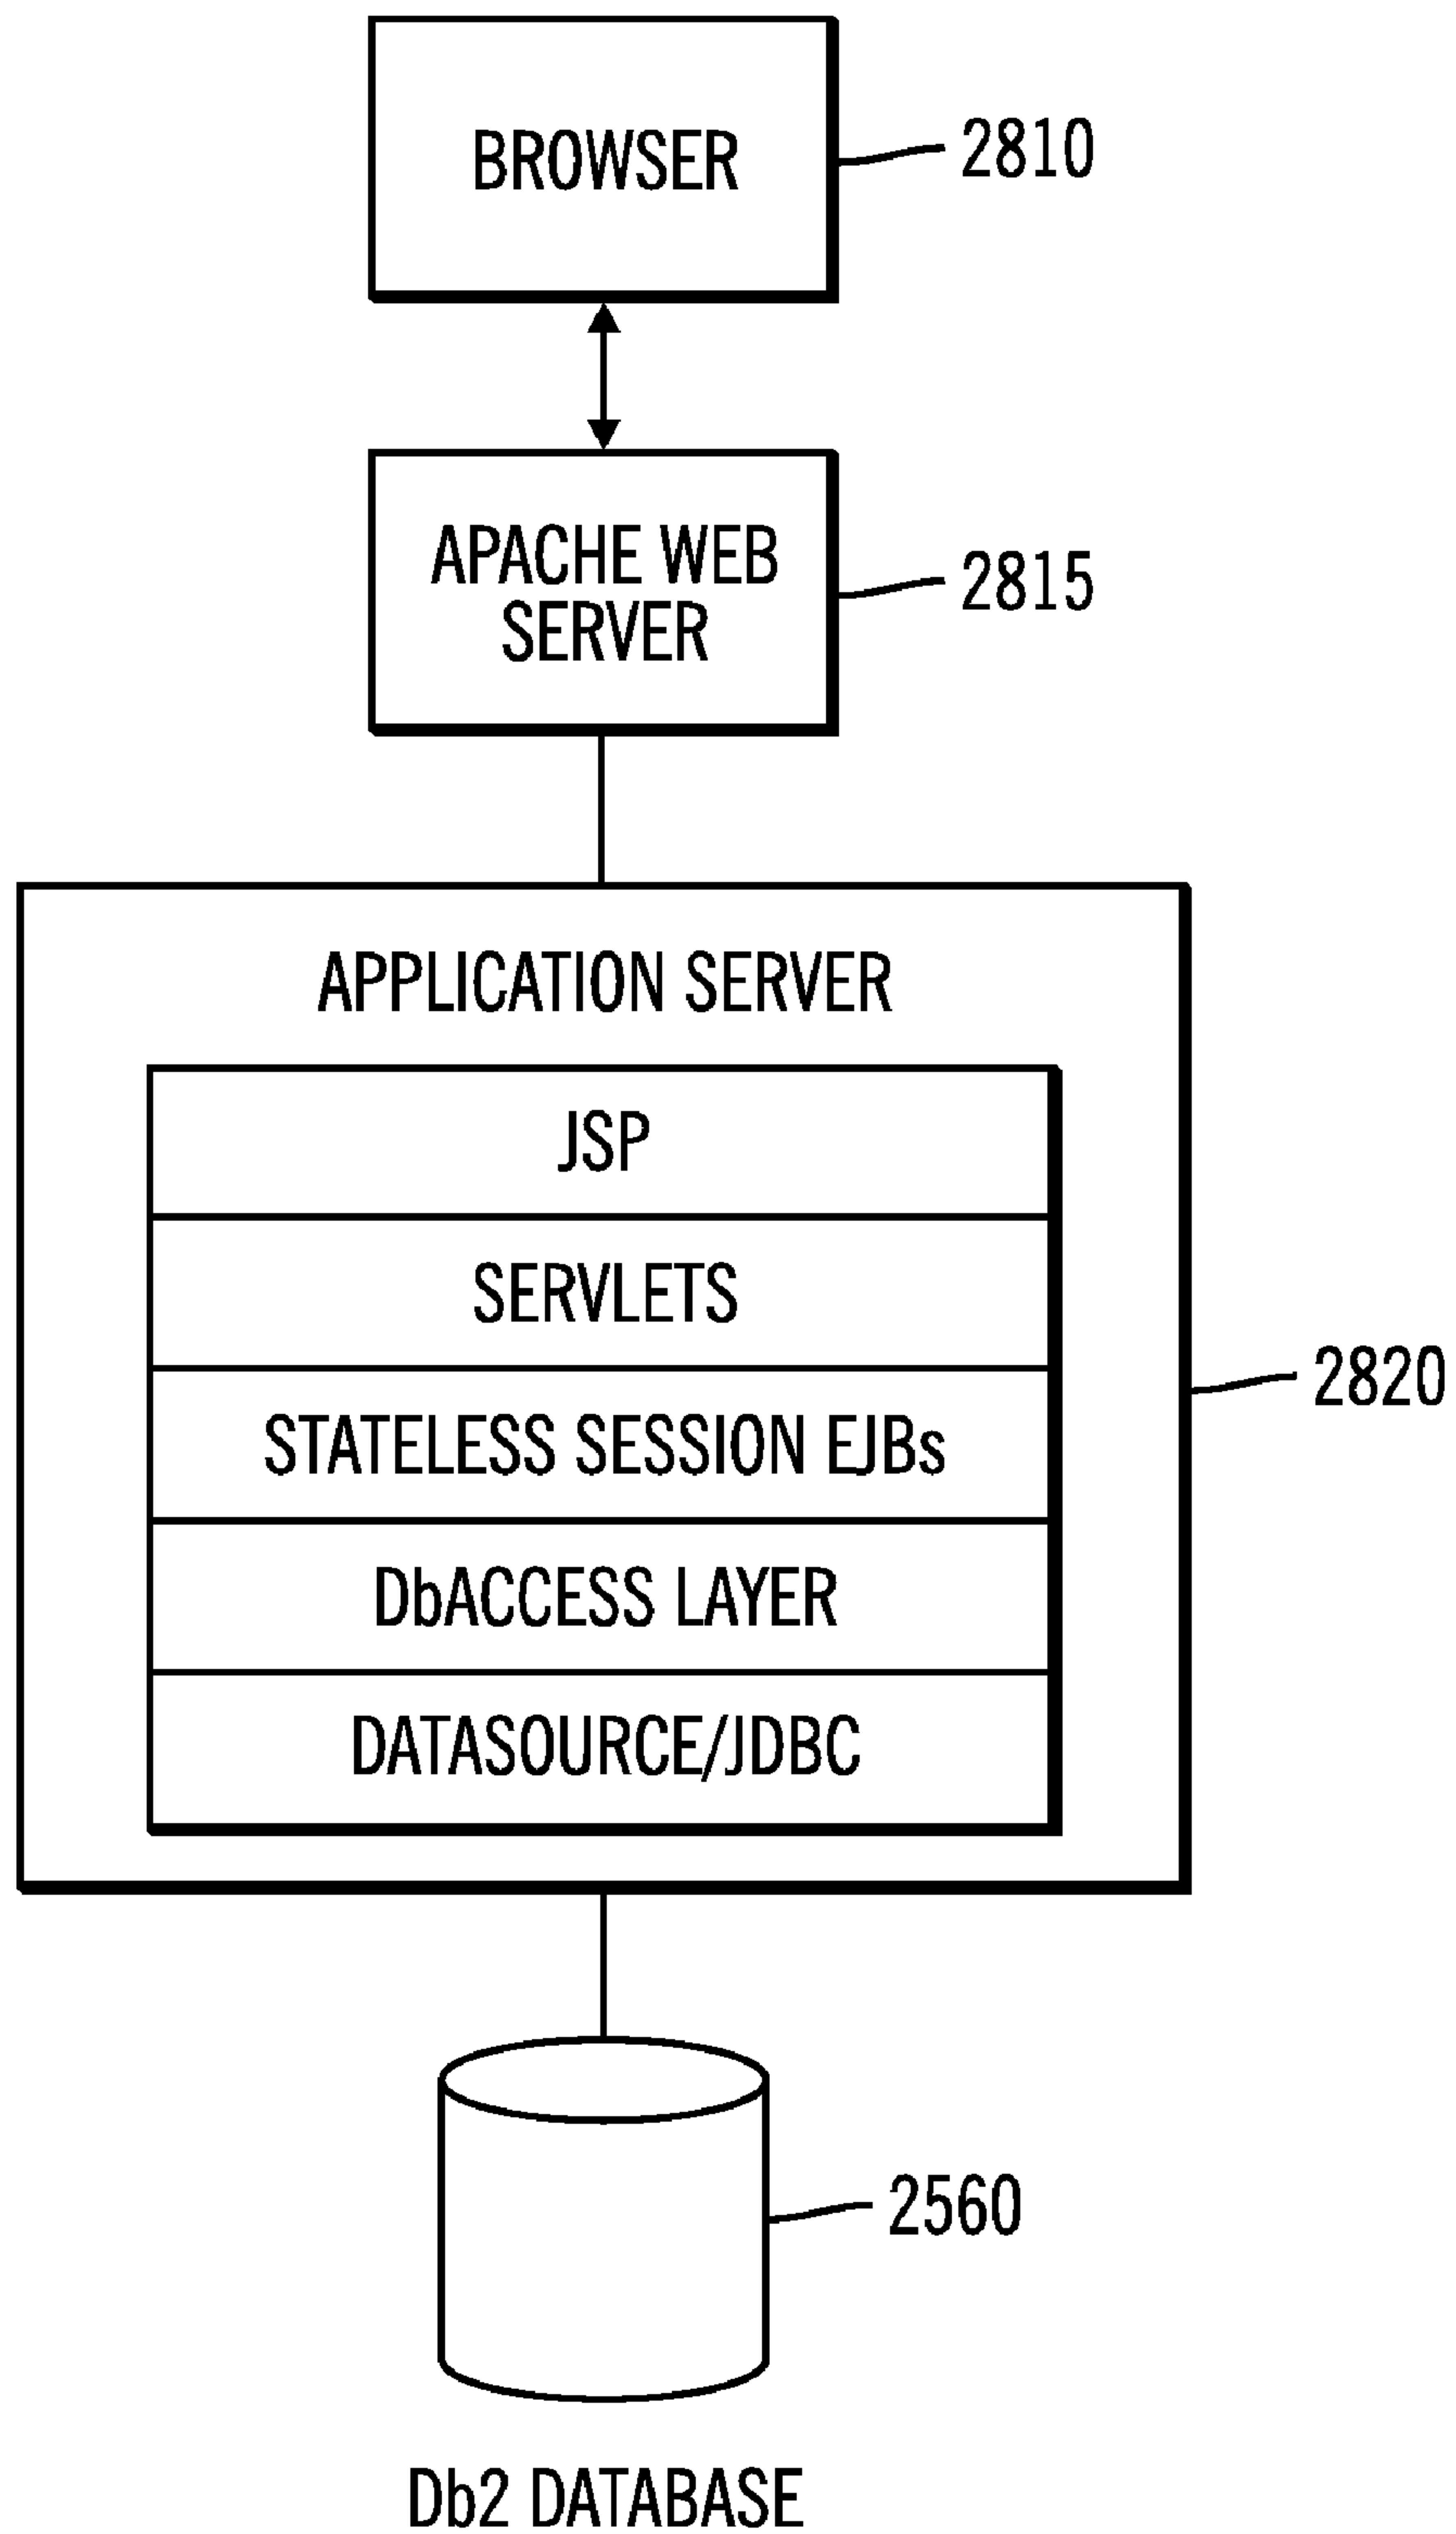 BROWSER
2810
APACHE WEB
SERVER
2815
APPLICATION SERVER
JSP
SERVLETS
STATELESS SESSION EJBs
2820
DbACCESS LAYER
DATASOURCE/JDBC
2560
Db2 DATABASE